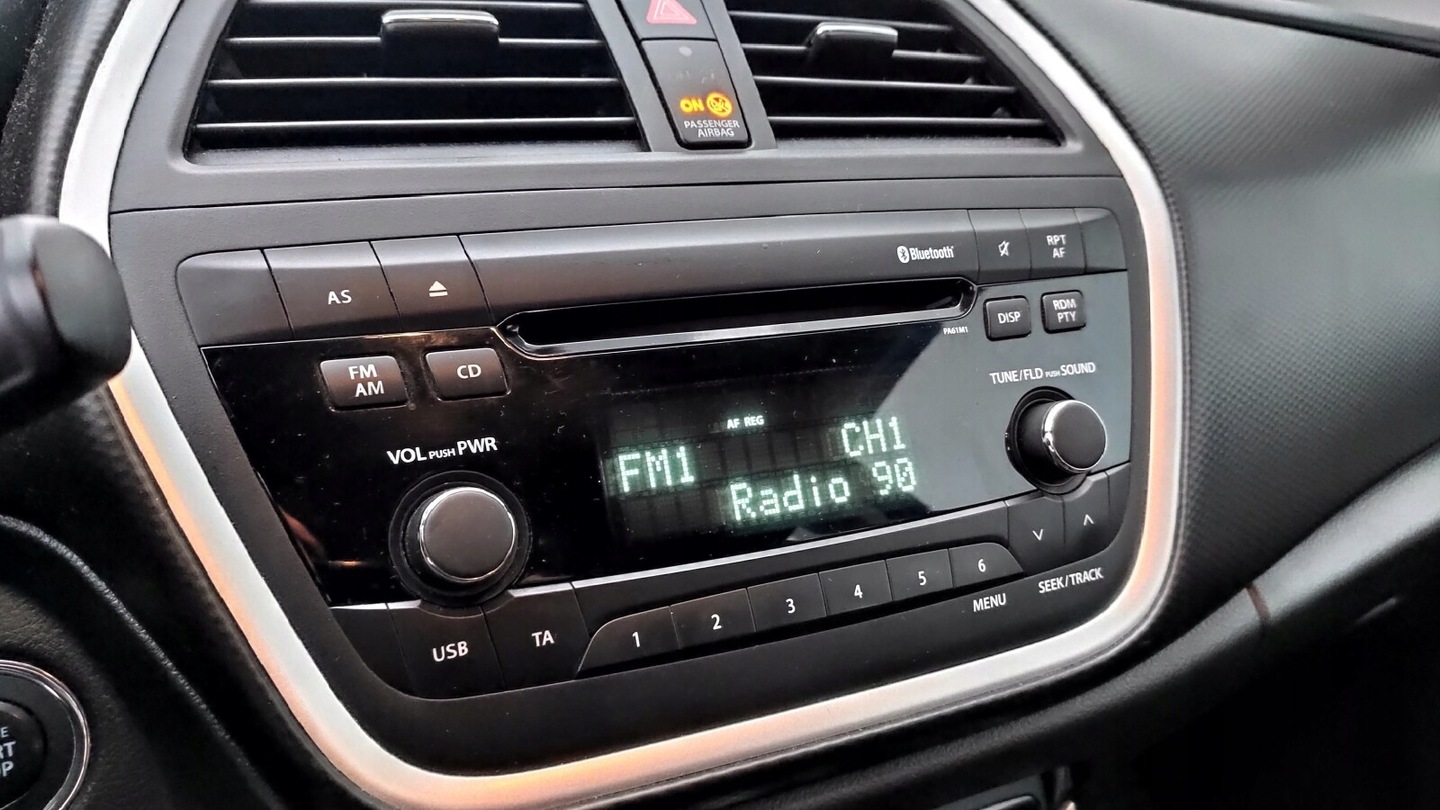 ON
PASSENGER
AIRBAG
Bluetooth
RPT
AF
AS
DISP
RDM
PTY
PA61M1
FM
AM
CD
TUNE/FLD PUSH SOUND
VOL PUSH PWR
AF REG
FM1 CH1
Radio 90
1 2 3 4 5 6
MENU
SEEK/TRACK
USB
TA